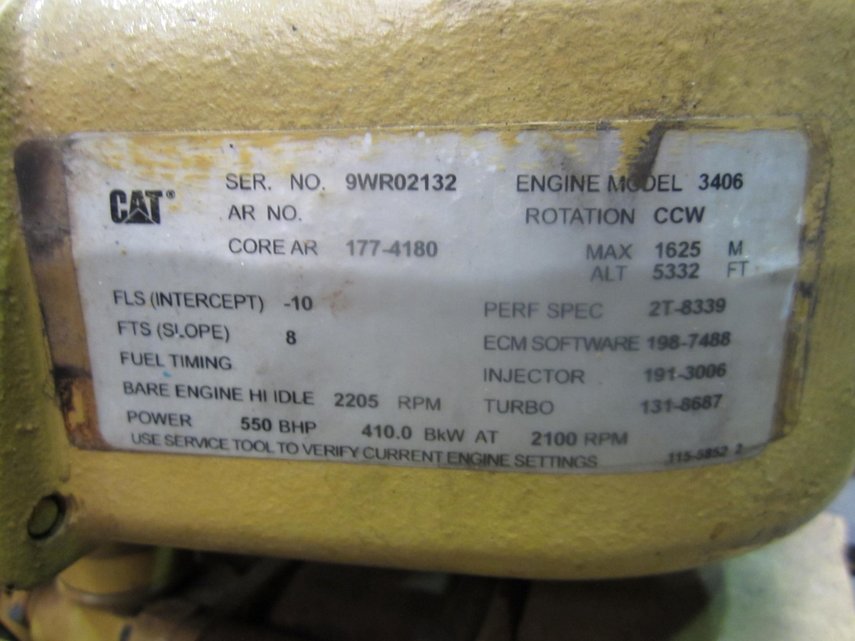 CAT®
SER. NO. 9WR02132 ENGINE MODEL 3406
AR NO. ROTATION CCW
CORE AR 177-4180 MAX 1625 M
ALT 5332 FT
FLS (INTERCEPT) -10 PERF SPEC 2T-8339
FTS (SLOPE) 8 ECM SOFTWARE 198-7488
FUEL TIMING INJECTOR 191-3006
BARE ENGINE HI IDLE 2205 RPM TURBO 131-8687
POWER 550 BHP 410.0 BkW AT 2100 RPM
USE SERVICE TOOL TO VERIFY CURRENT ENGINE SETTINGS 115-5852 2